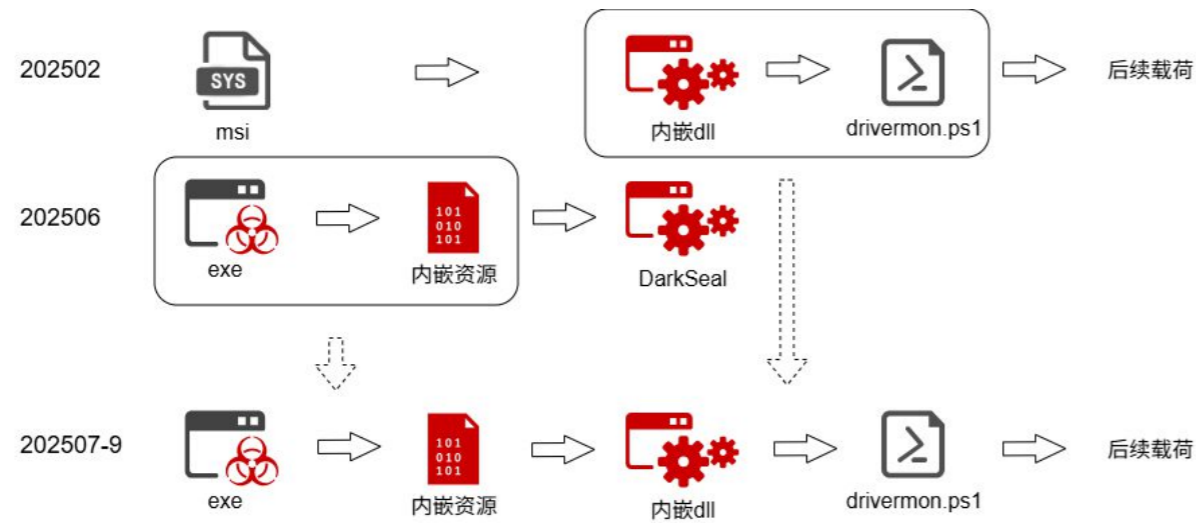 202502
SYS
msi
内嵌dll
drivermon.ps1
后续载荷
202506
exe
101
010
101
内嵌资源
DarkSeal
202507-9
exe
101
010
101
内嵌资源
内嵌dll
drivermon.ps1
后续载荷